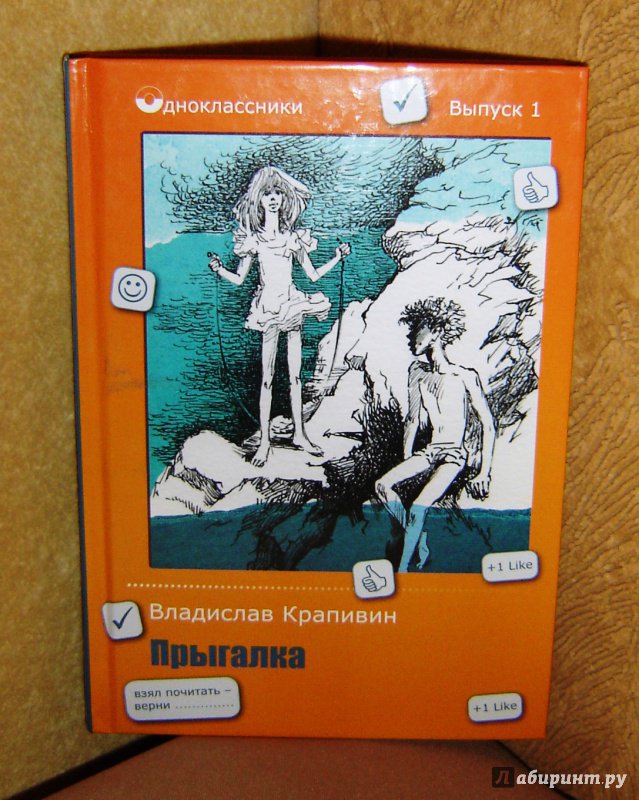 Одноклассники
Выпуск 1
+1 Like
Владислав Крапивин
Прыгалка
взял почитать –
верни ..............
+1 Like
Лабиринт.ру